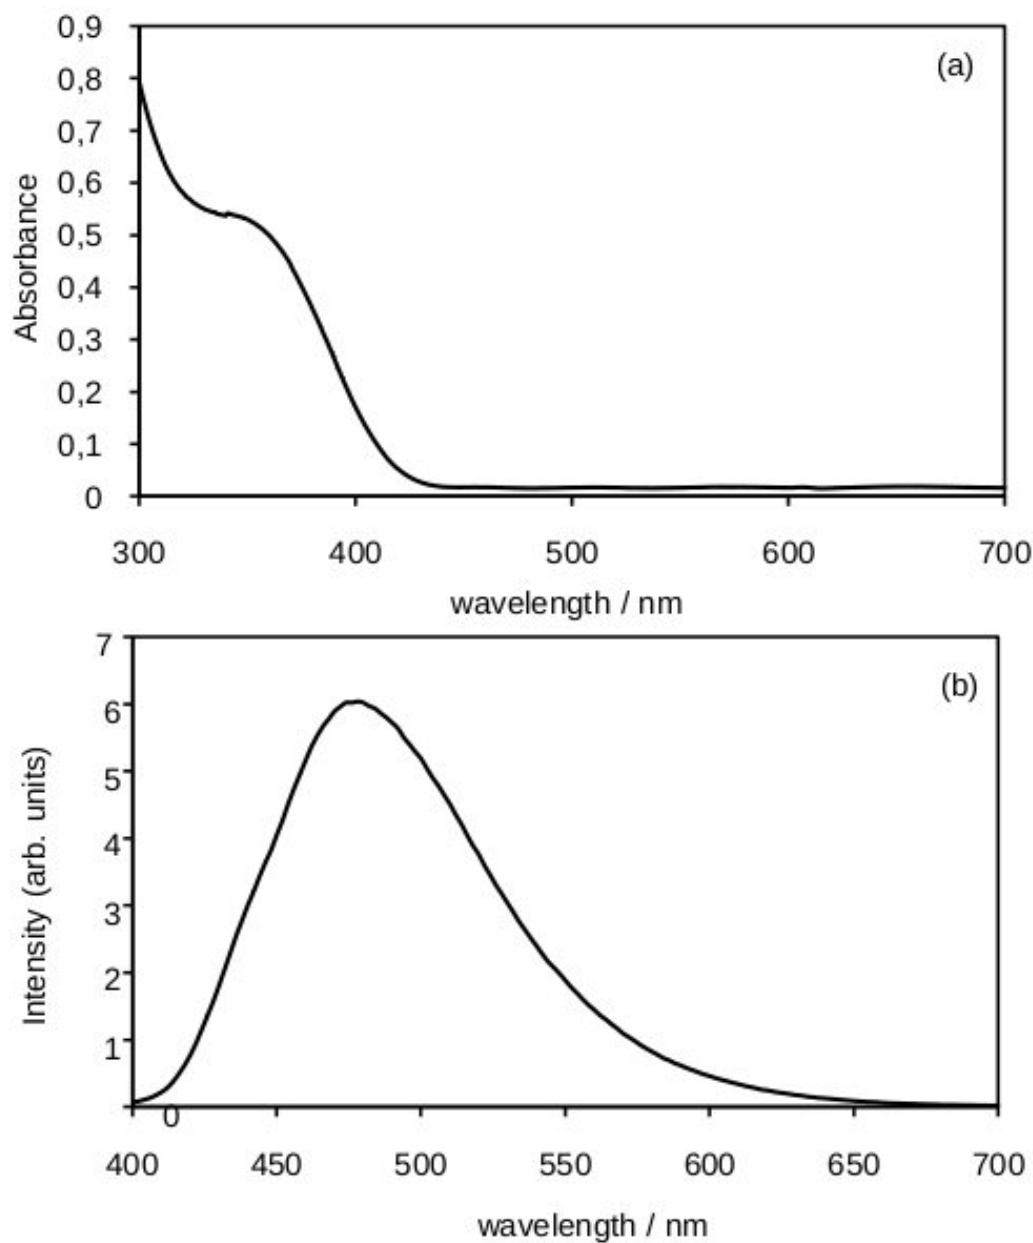 0,9
(a)
0,8
0,7
0,6
0,5
0,4
0,3
0,2
0,1
0
Absorbance
300 400 500 600 700
wavelength / nm
7
(b)
6
5
4
3
2
1
0
Intensity (arb. units)
400 450 500 550 600 650 700
wavelength / nm